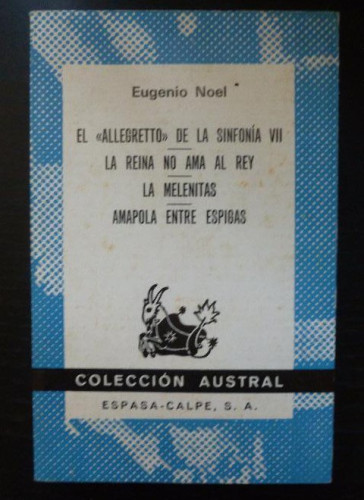 Eugenio Noel
EL «ALLEGRETTO» DE LA SINFONÍA VII
LA REINA NO AMA AL REY
LA MELENITAS
AMAPOLA ENTRE ESPIGAS
COLECCIÓN AUSTRAL
ESPASA-CALPE, S. A.